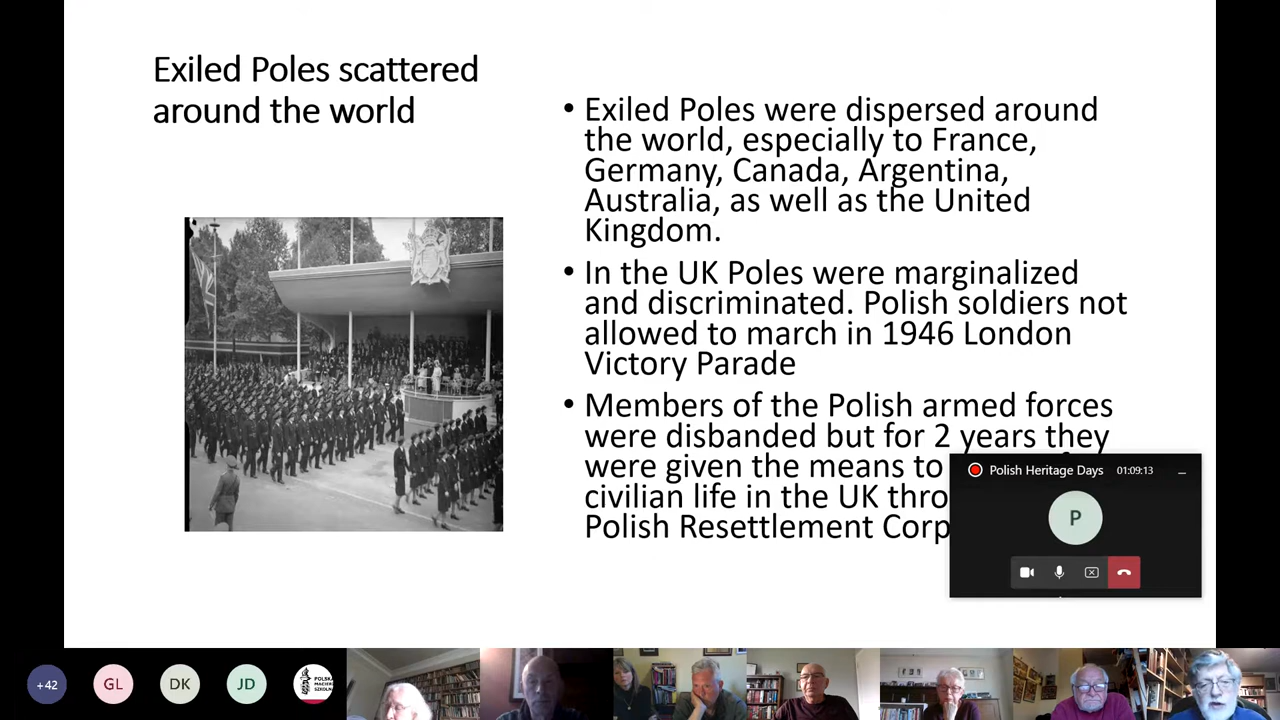 Exiled Poles scattered
around the world
• Exiled Poles were dispersed around
the world, especially to France,
Germany, Canada, Argentina,
Australia, as well as the United
Kingdom.
• In the UK Poles were marginalized
and discriminated. Polish soldiers not
allowed to march in 1946 London
Victory Parade
• Members of the Polish armed forces
were disbanded but for 2 years they
were given the means to
civilian life in the UK thro
Polish Resettlement Corp
Polish Heritage Days 01:09:13
P
+42 GL DK JD
POLSKA
MACIERZ
SZKOLNA